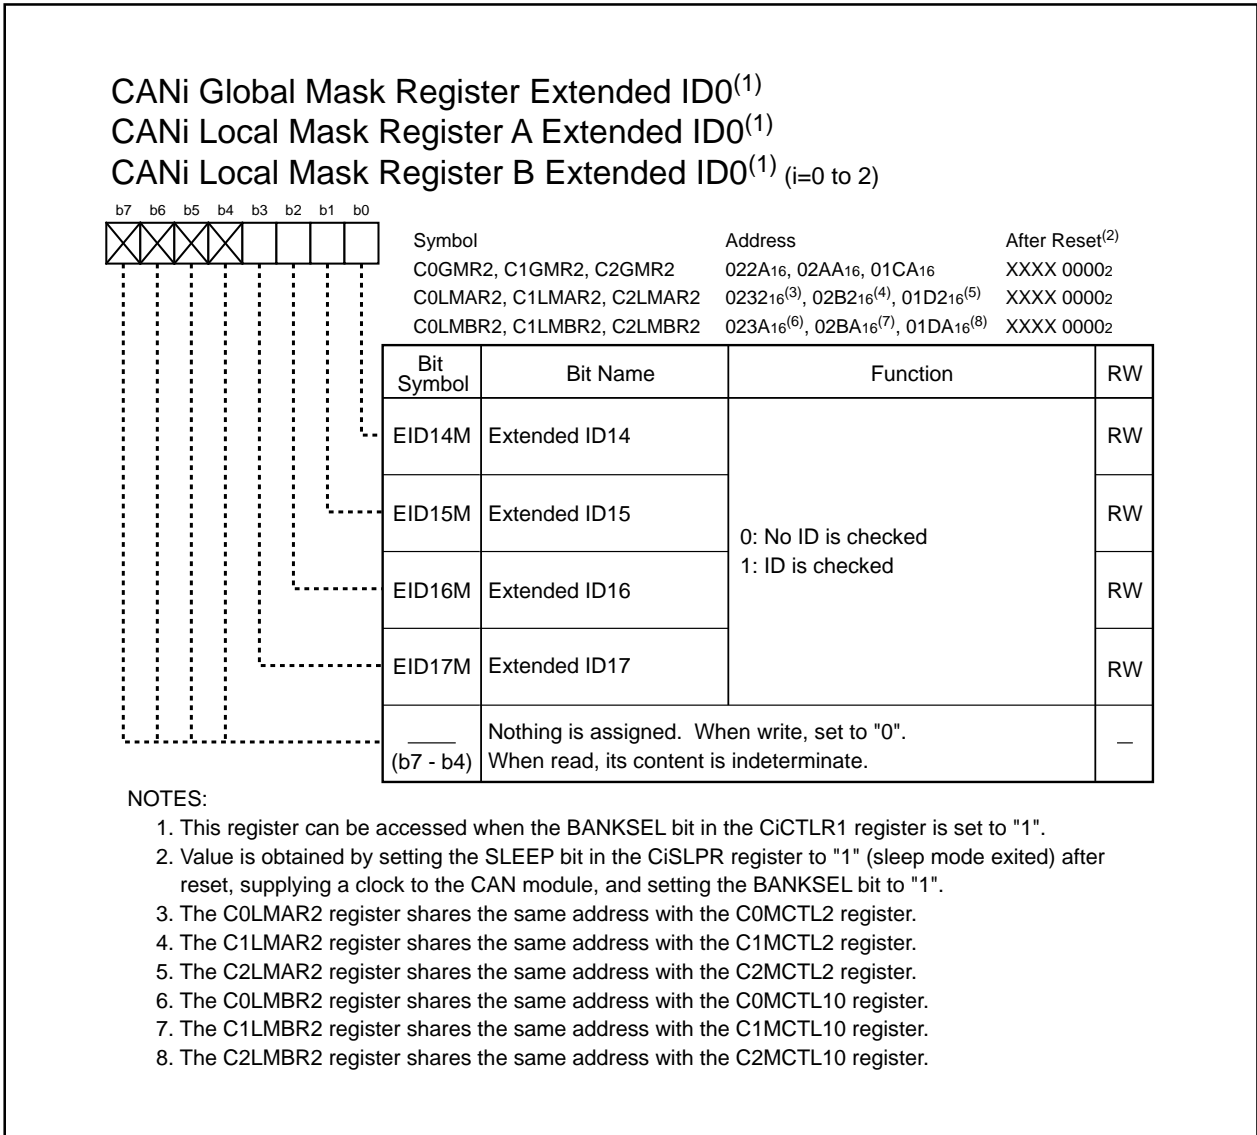 CANi Global Mask Register Extended ID0(1)
CANi Local Mask Register A Extended ID0(1)
CANi Local Mask Register B Extended ID0(1) (i=0 to 2)
b7 b6 b5 b4 b3 b2 b1 b0
Symbol Address After Reset(2)
C0GMR2, C1GMR2, C2GMR2 022A16, 02AA16, 01CA16 XXXX 00002
C0LMAR2, C1LMAR2, C2LMAR2 023216(3), 02B216(4), 01D216(5) XXXX 00002
C0LMBR2, C1LMBR2, C2LMBR2 023A16(6), 02BA16(7), 01DA16(8) XXXX 00002
Bit Symbol Bit Name Function RW
EID14M Extended ID14 RW
EID15M Extended ID15 RW
0: No ID is checked
1: ID is checked
EID16M Extended ID16 RW
EID17M Extended ID17 RW
(b7 - b4) Nothing is assigned. When write, set to "0". —
When read, its content is indeterminate.
NOTES:
1. This register can be accessed when the BANKSEL bit in the CiCTLR1 register is set to "1".
2. Value is obtained by setting the SLEEP bit in the CiSLPR register to "1" (sleep mode exited) after
reset, supplying a clock to the CAN module, and setting the BANKSEL bit to "1".
3. The C0LMAR2 register shares the same address with the C0MCTL2 register.
4. The C1LMAR2 register shares the same address with the C1MCTL2 register.
5. The C2LMAR2 register shares the same address with the C2MCTL2 register.
6. The C0LMBR2 register shares the same address with the C0MCTL10 register.
7. The C1LMBR2 register shares the same address with the C1MCTL10 register.
8. The C2LMBR2 register shares the same address with the C2MCTL10 register.